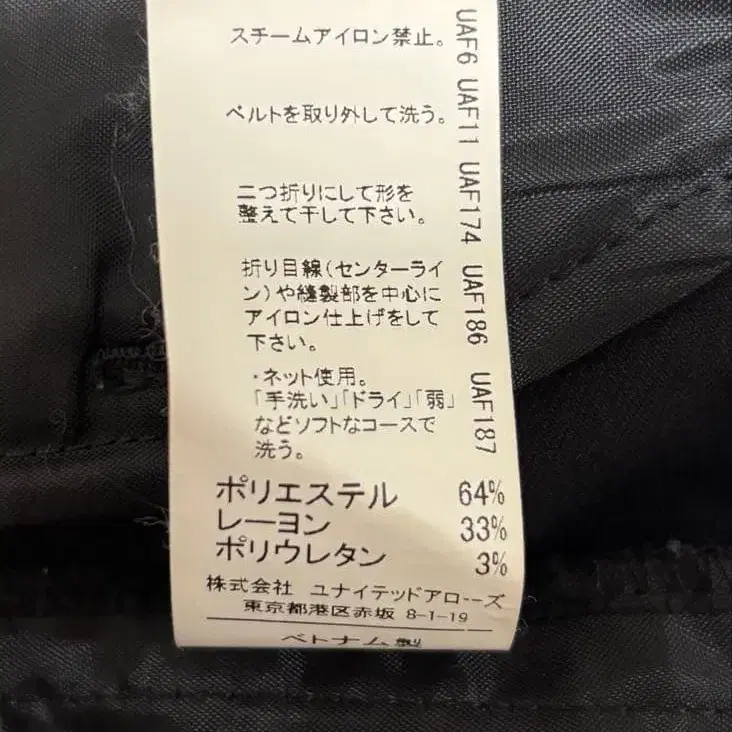 スチームアイロン禁止。
ベルトを取り外して洗う。
二つ折りにして形を
整えて干して下さい。
折り目線(センターライ
ン)や縫製部を中心に
アイロン仕上げをして
下さい。
・ネット使用。
「手洗い」「ドライ」「弱」
などソフトなコースで
洗う。
UAF6 UAF11 UAF174 UAF186 UAF187
ポリエステル 64%
レーヨン 33%
ポリウレタン 3%
株式会社 ユナイテッドアローズ
東京都港区赤坂 8-1-19
ベトナム製